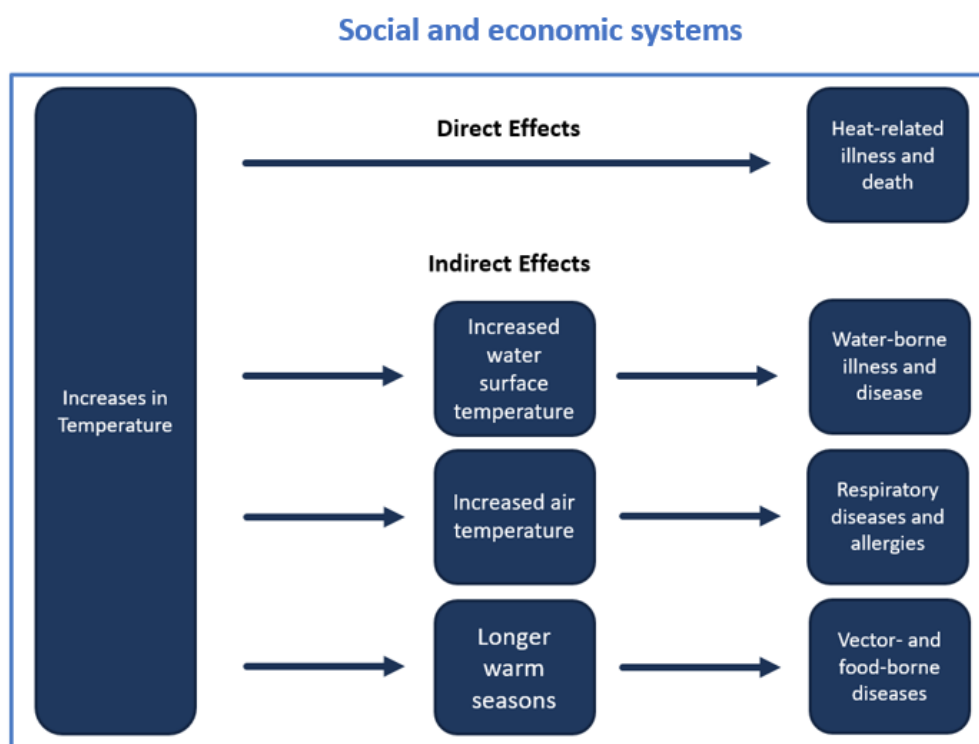 Social and economic systems
Direct Effects
Heat-related
illness and
death
Indirect Effects
Increases in
Temperature
Increased
water
surface
temperature
Water-borne
illness and
disease
Increased air
temperature
Respiratory
diseases and
allergies
Longer
warm
seasons
Vector- and
food-borne
diseases